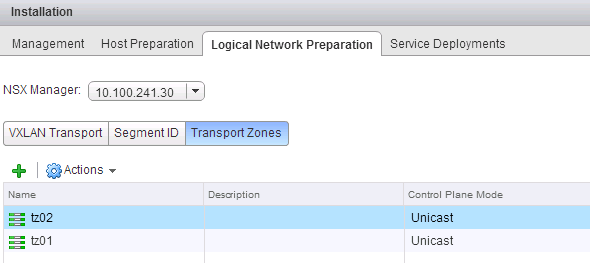 Installation
Management Host Preparation Logical Network Preparation Service Deployments
NSX Manager: 10.100.241.30
VXLAN Transport Segment ID Transport Zones
Actions
Name Description Control Plane Mode
tz02 Unicast
tz01 Unicast